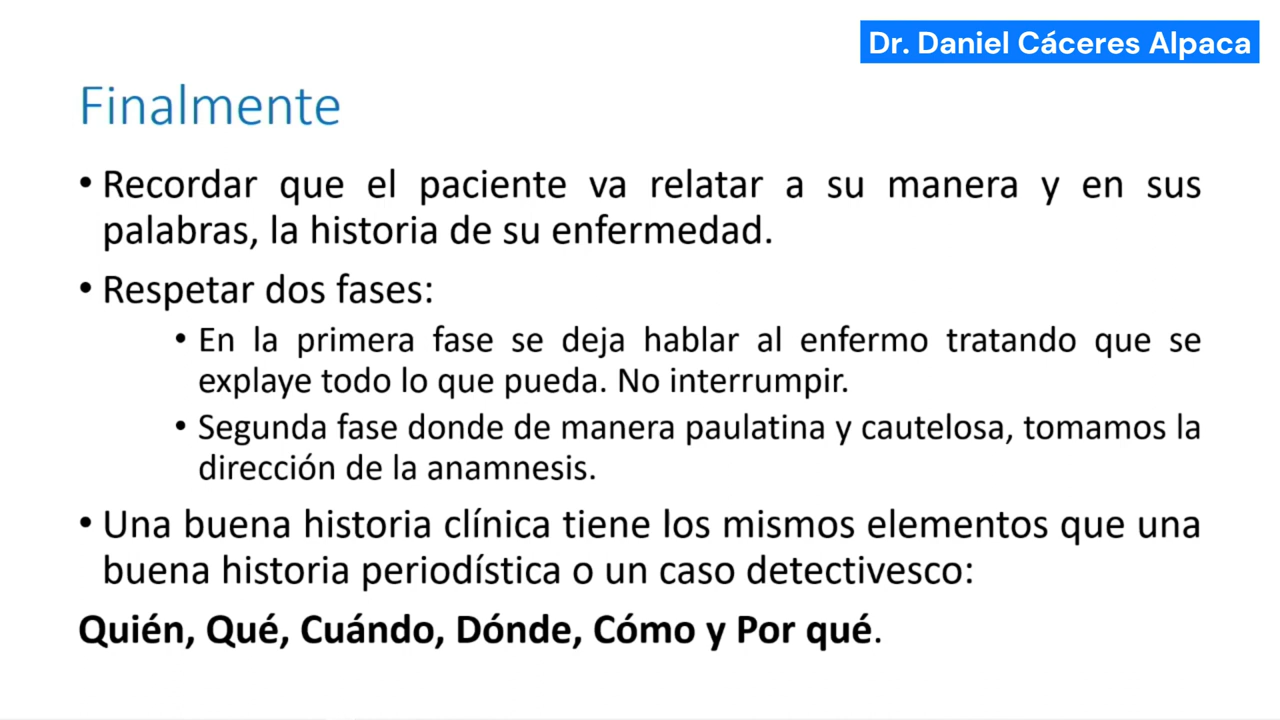 Dr. Daniel Cáceres Alpaca
Finalmente
• Recordar que el paciente va relatar a su manera y en sus
palabras, la historia de su enfermedad.
• Respetar dos fases:
• En la primera fase se deja hablar al enfermo tratando que se
explaye todo lo que pueda. No interrumpir.
• Segunda fase donde de manera paulatina y cautelosa, tomamos la
dirección de la anamnesis.
• Una buena historia clínica tiene los mismos elementos que una
buena historia periodística o un caso detectivesco:
Quién, Qué, Cuándo, Dónde, Cómo y Por qué.